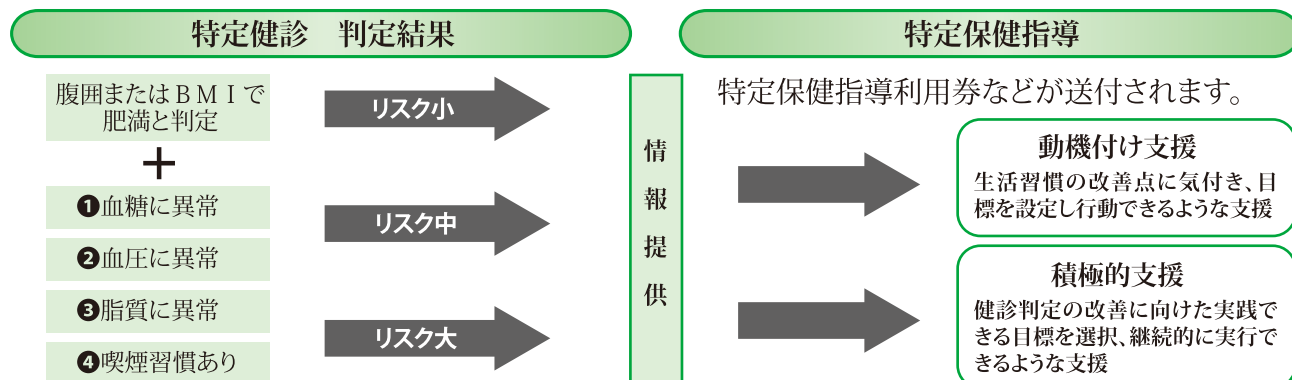 特定健診　判定結果
特定保健指導
腹囲またはＢＭＩで
肥満と判定
＋
❶血糖に異常
❷血圧に異常
❸脂質に異常
❹喫煙習慣あり
リスク小
リスク中
リスク大
情報提供
特定保健指導利用券などが送付されます。
動機付け支援
生活習慣の改善点に気付き、目
標を設定し行動できるような支援
積極的支援
健診判定の改善に向けた実践で
きる目標を選択、継続的に実行で
きるような支援